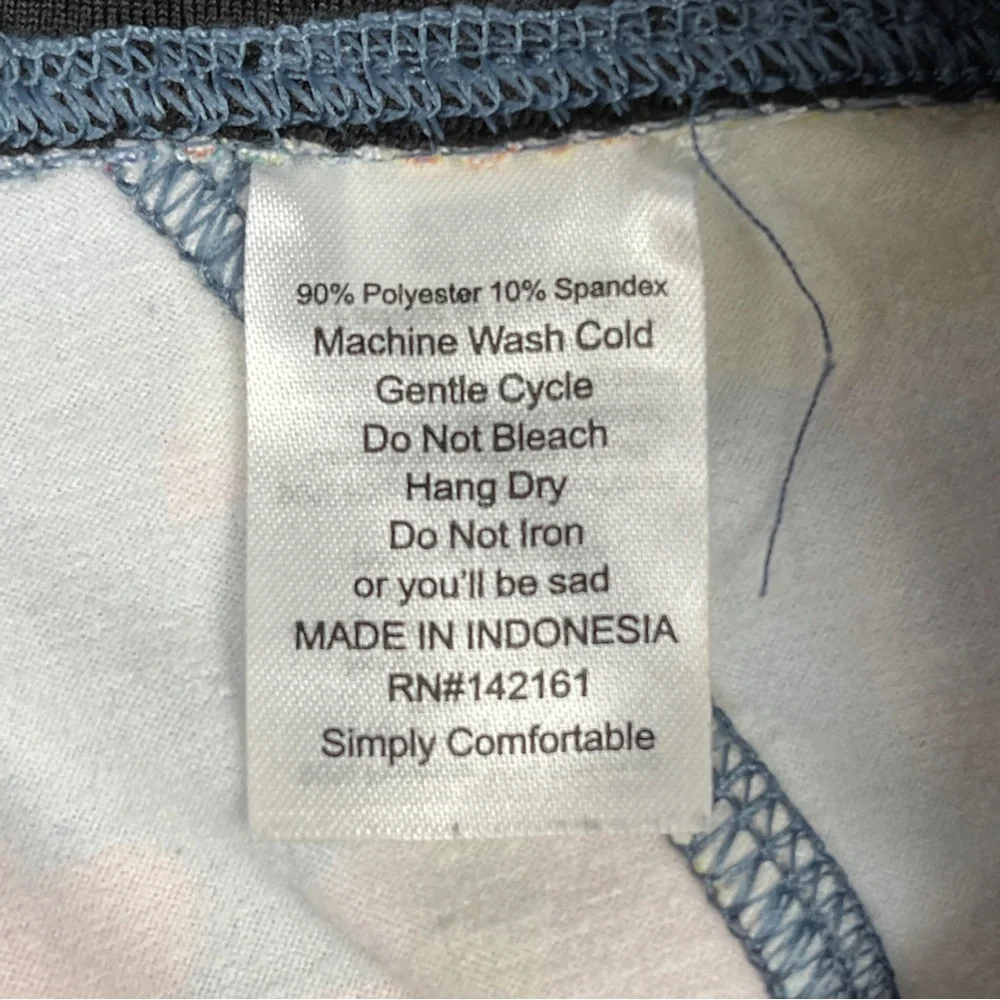 90% Polyester 10% Spandex
Machine Wash Cold
Gentle Cycle
Do Not Bleach
Hang Dry
Do Not Iron
or you'll be sad
MADE IN INDONESIA
RN#142161
Simply Comfortable